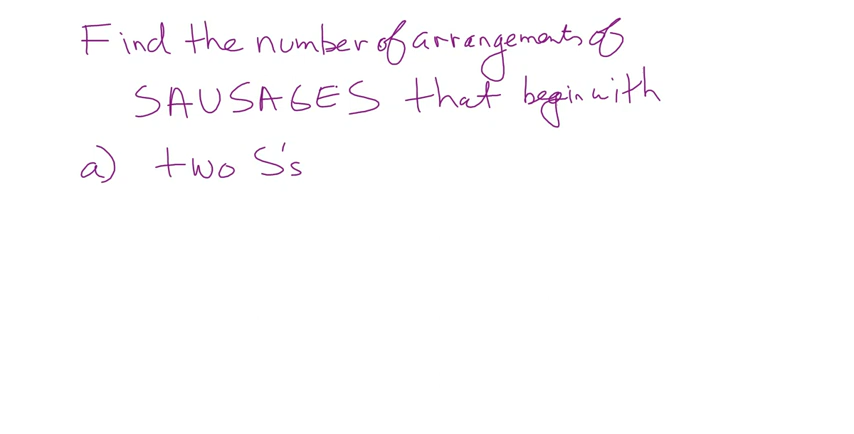 Find the number of arrangements of
SAUSAGES that begin with
a) two S's